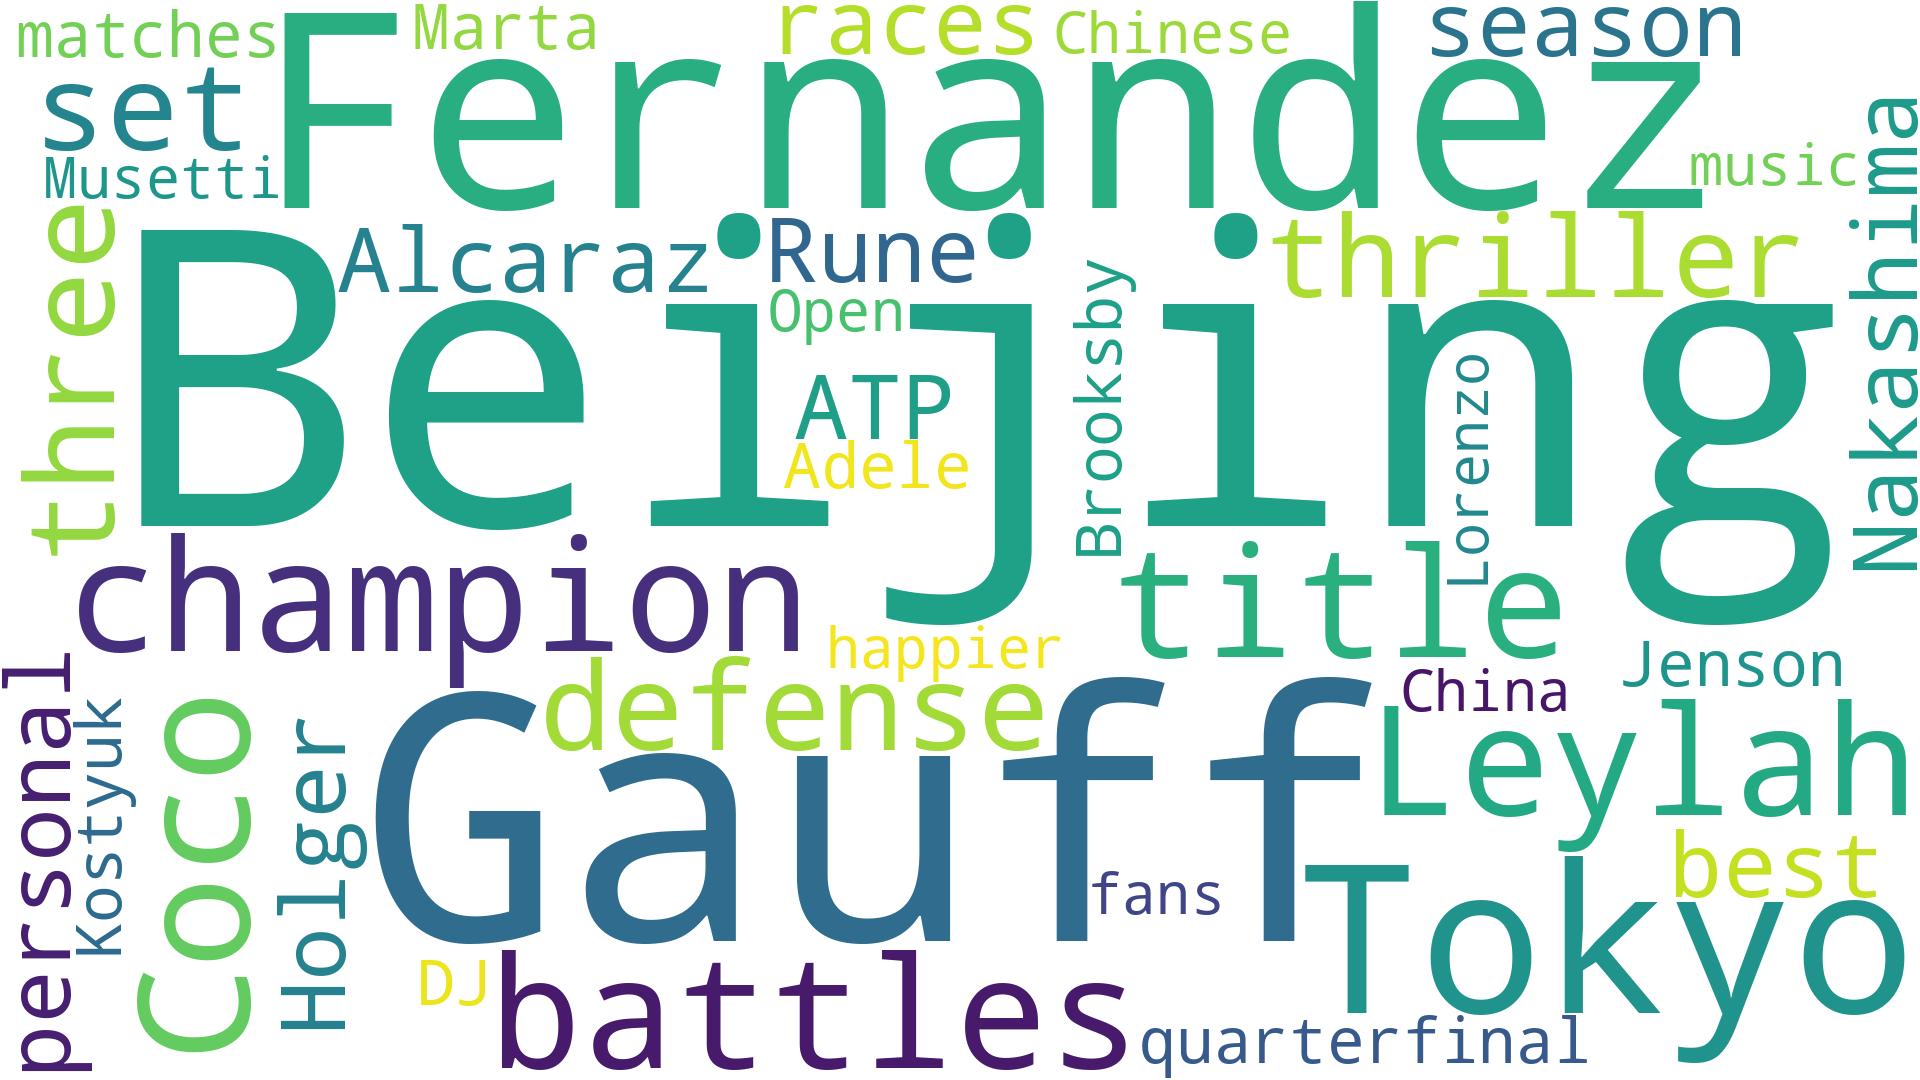 matches
Marta
races
Chinese
season
Fernandez
set
Musetti
music
Nakashima
three
Alcaraz
Rune
thriller
Beijing
Open
Brooksby
ATP
Adele
Lorenzo
champion
title
happier
personal
Kostyuk
Coco
Holger
defense
Jenson
China
Gauff
Leylah
fans
best
Tokyo
DJ
battles
quarterfinal